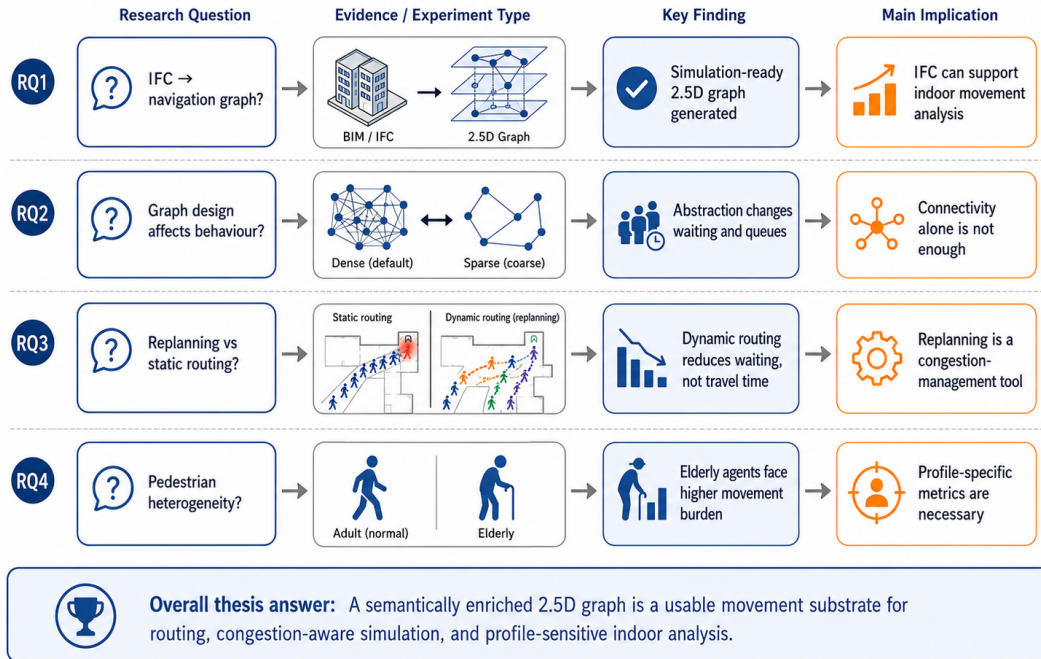 Research Question
Evidence / Experiment Type
Key Finding
Main Implication
RQ1
?
IFC →
navigation graph?
BIM / IFC
2.5D Graph
Simulation-ready
2.5D graph
generated
IFC can support
indoor movement
analysis
RQ2
?
Graph design
affects behaviour?
Dense (default)
Sparse (coarse)
Abstraction changes
waiting and queues
Connectivity
alone is not
enough
RQ3
?
Replanning vs
static routing?
Static routing
Dynamic routing (replanning)
Dynamic routing
reduces waiting,
not travel time
Replanning is a
congestion-
management tool
RQ4
?
Pedestrian
heterogeneity?
Adult (normal)
Elderly
Elderly agents face
higher movement
burden
Profile-specific
metrics are
necessary
Overall thesis answer: A semantically enriched 2.5D graph is a usable movement substrate for
routing, congestion-aware simulation, and profile-sensitive indoor analysis.